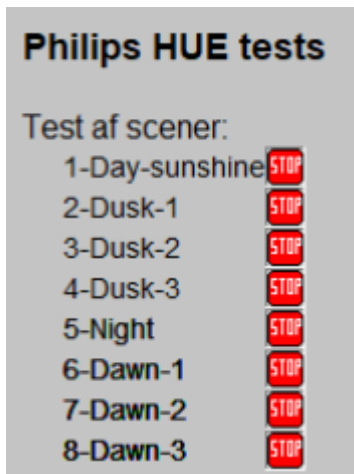 Philips HUE tests
Test af scener:
1-Day-sunshine STOP
2-Dusk-1 STOP
3-Dusk-2 STOP
4-Dusk-3 STOP
5-Night STOP
6-Dawn-1 STOP
7-Dawn-2 STOP
8-Dawn-3 STOP